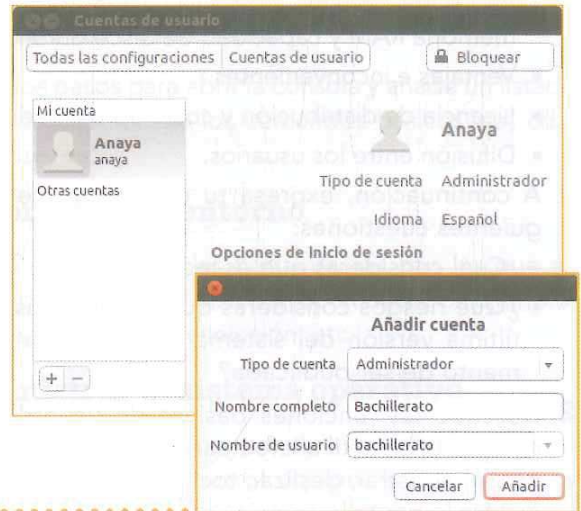 Cuentas de usuario
Todas las configuraciones Cuentas de usuario Bloquear
Mi cuenta
Anaya
anaya
Otras cuentas
Anaya
Tipo de cuenta Administrador
Idioma Español
Opciones de inicio de sesión
Añadir cuenta
Tipo de cuenta Administrador
Nombre completo Bachillerato
Nombre de usuario bachillerato
Cancelar Añadir